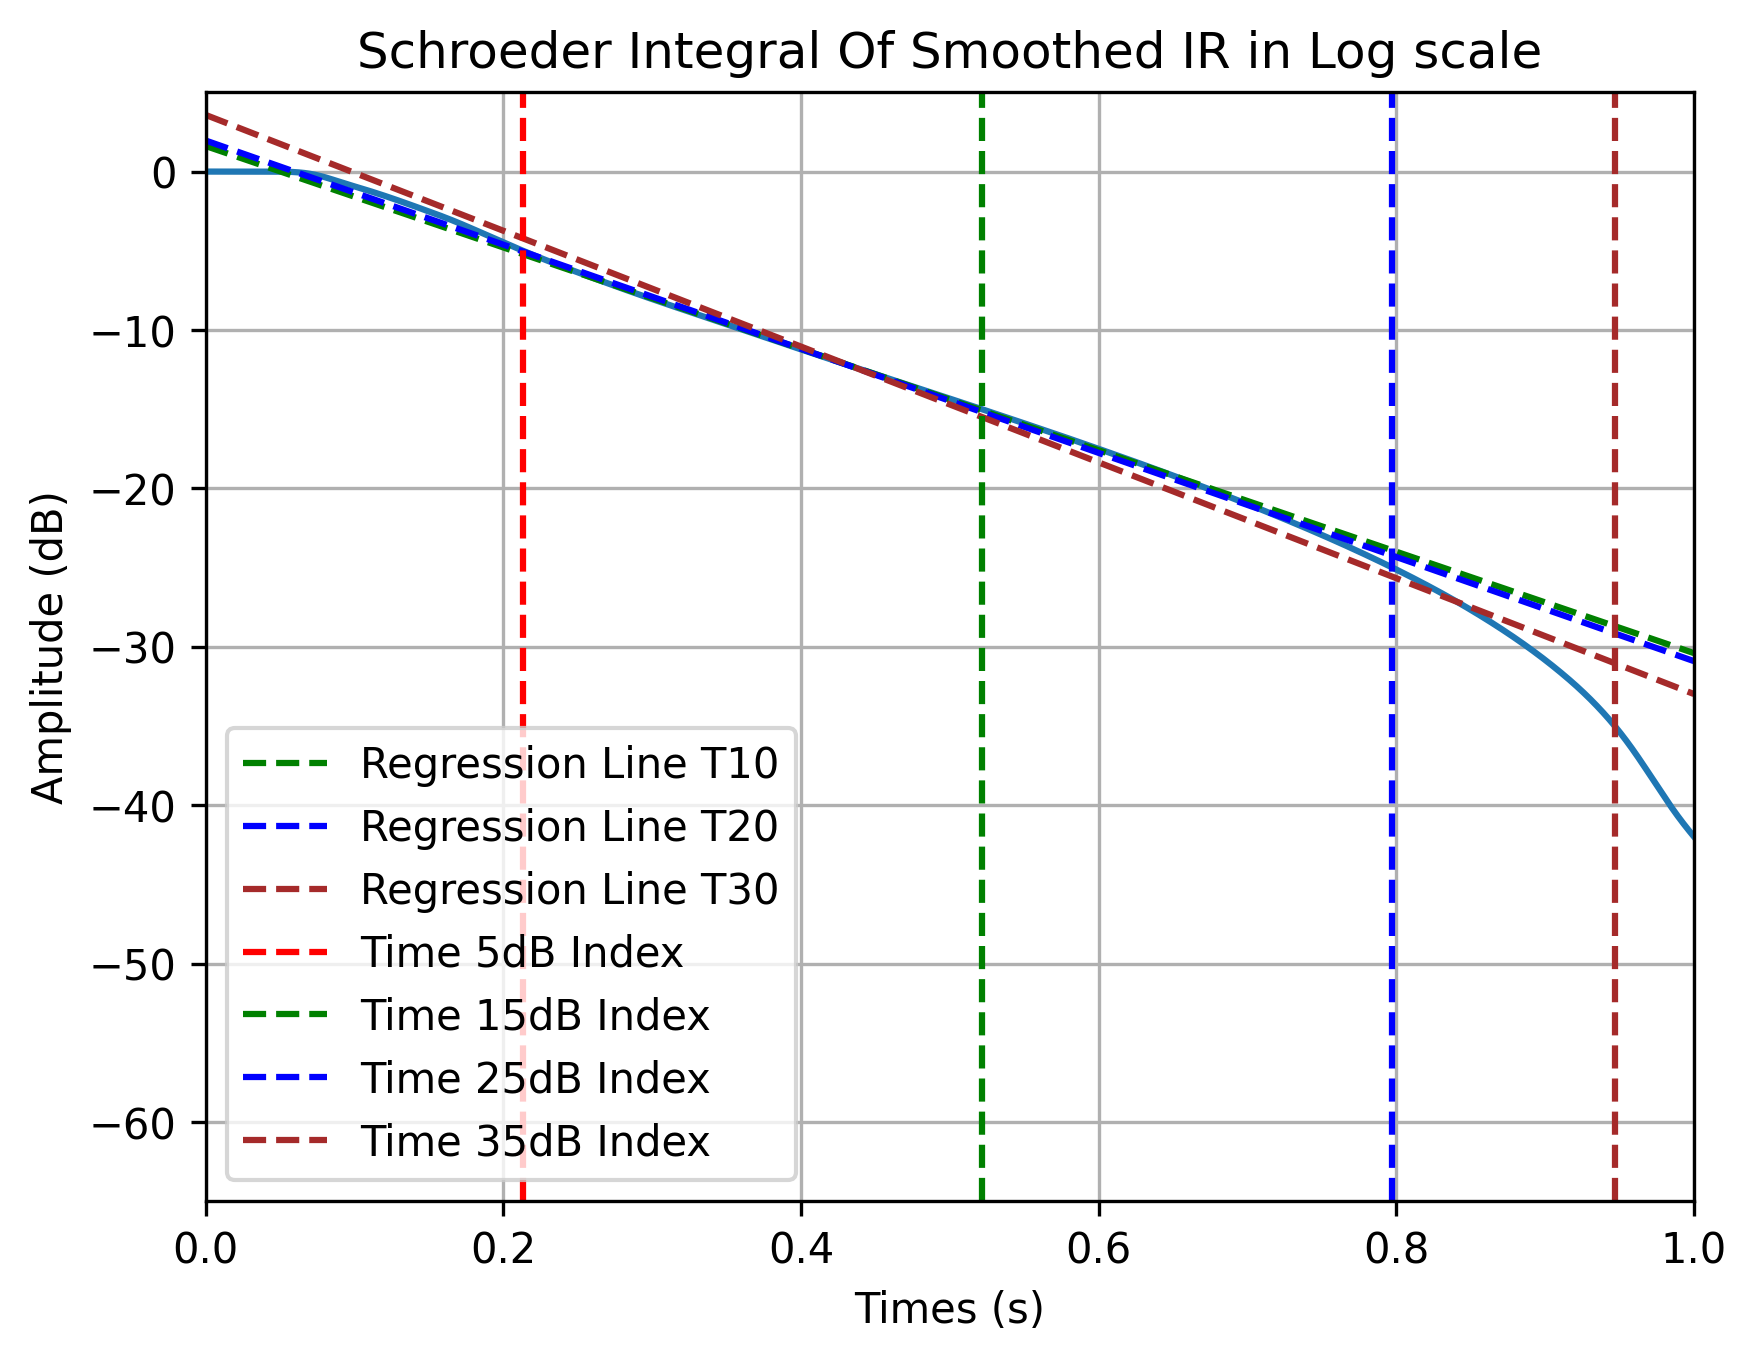 Schroeder Integral Of Smoothed IR in Log scale
0
−10
−20
−30
−40
−50
−60
Amplitude (dB)
Regression Line T10
Regression Line T20
Regression Line T30
Time 5dB Index
Time 15dB Index
Time 25dB Index
Time 35dB Index
0.0 0.2 0.4 0.6 0.8 1.0
Times (s)